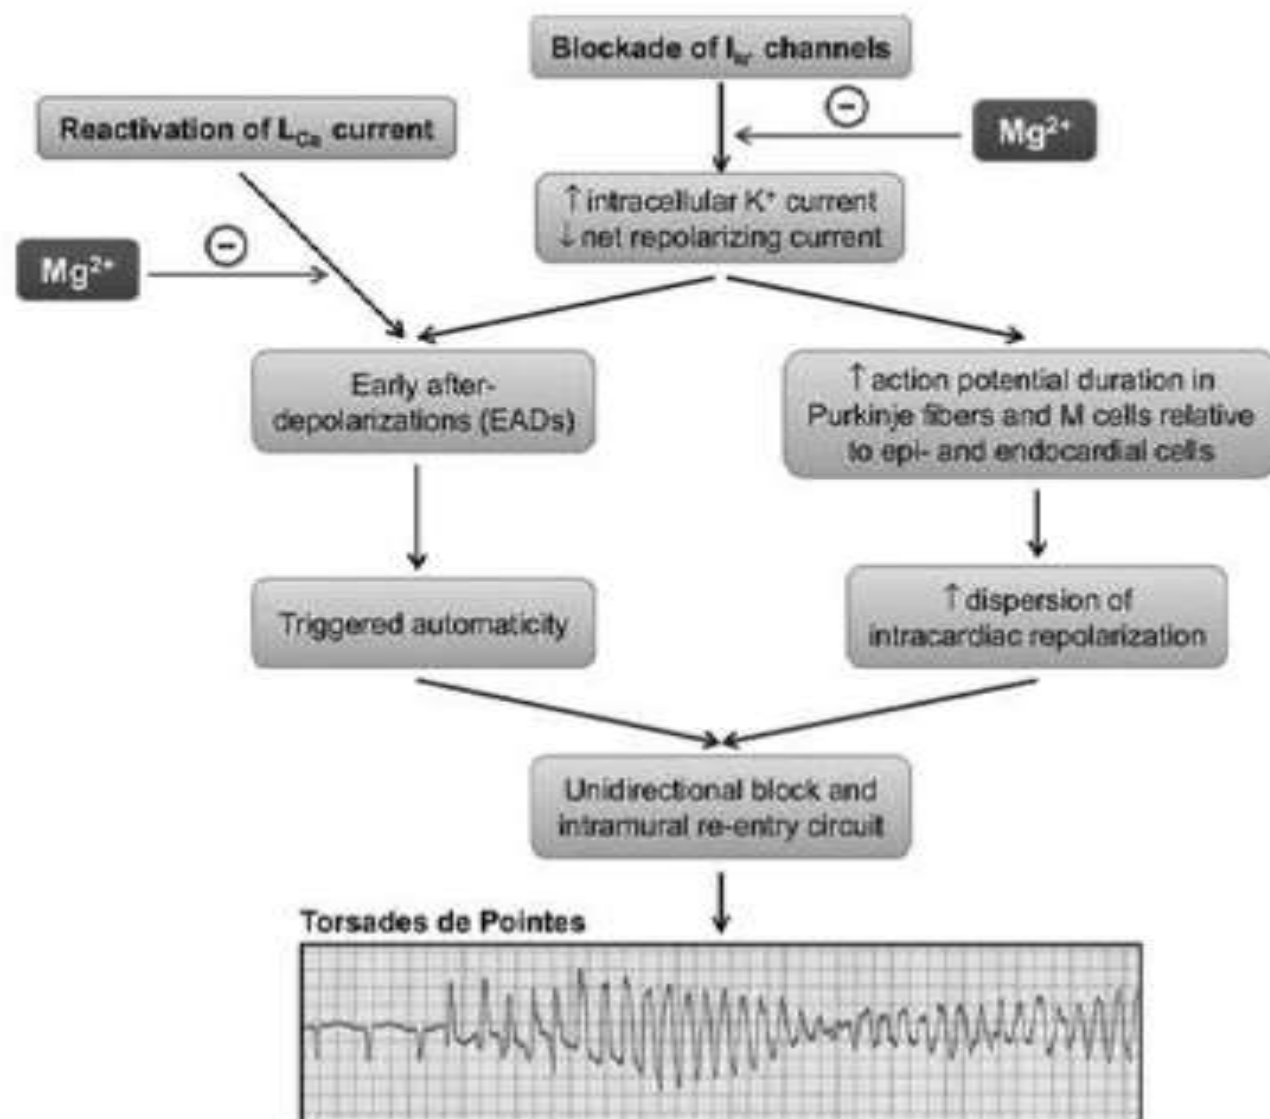 Blockade of I_Kr channels
Reactivation of L_Ca current
⊖
Mg²⁺
↑ intracellular K⁺ current
↓ net repolarizing current
⊖
Mg²⁺
Early after-
depolarizations (EADs)
↑ action potential duration in
Purkinje fibers and M cells relative
to epi- and endocardial cells
Triggered automaticity
↑ dispersion of
intracardiac repolarization
Unidirectional block and
intramural re-entry circuit
Torsades de Pointes